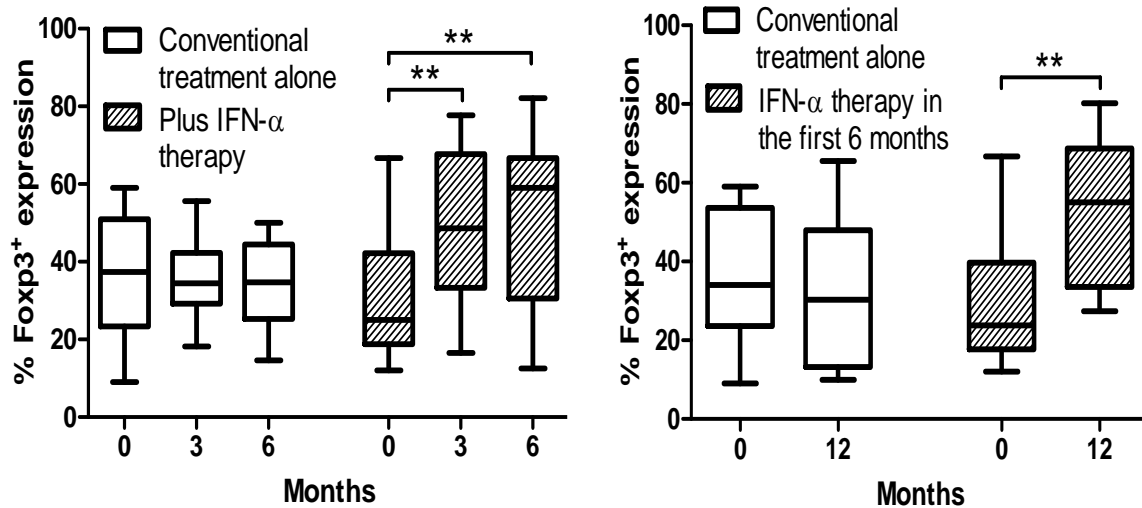 % Foxp3⁺ expression
100
80
60
40
20
0
Conventional
treatment alone
Plus IFN-α
therapy
**
**
0 3 6 0 3 6
Months
% Foxp3⁺ expression
100
80
60
40
20
0
Conventional
treatment alone
IFN-α therapy in
the first 6 months
**
0 12 0 12
Months